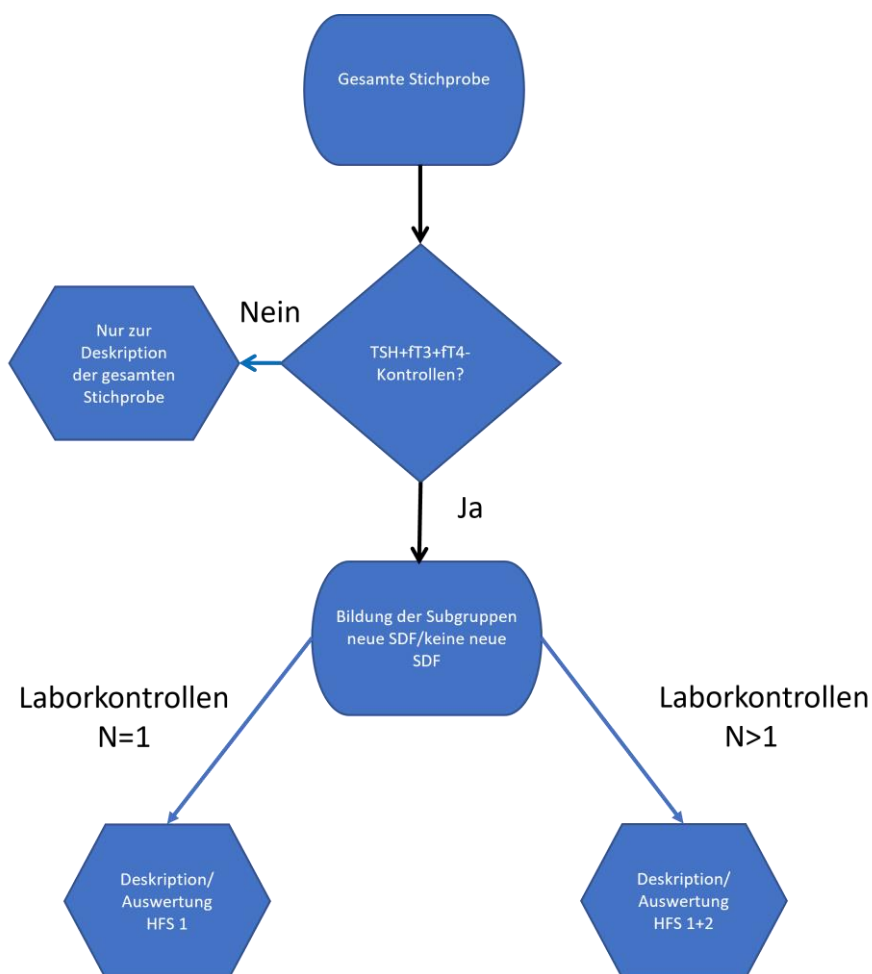 Gesamte Stichprobe
Nein
Nur zur
Deskription
der gesamten
Stichprobe
TSH+fT3+fT4-
Kontrollen?
Ja
Bildung der Subgruppen
neue SDF/keine neue
SDF
Laborkontrollen
N=1
Laborkontrollen
N>1
Deskription/
Auswertung
HFS 1
Deskription/
Auswertung
HFS 1+2